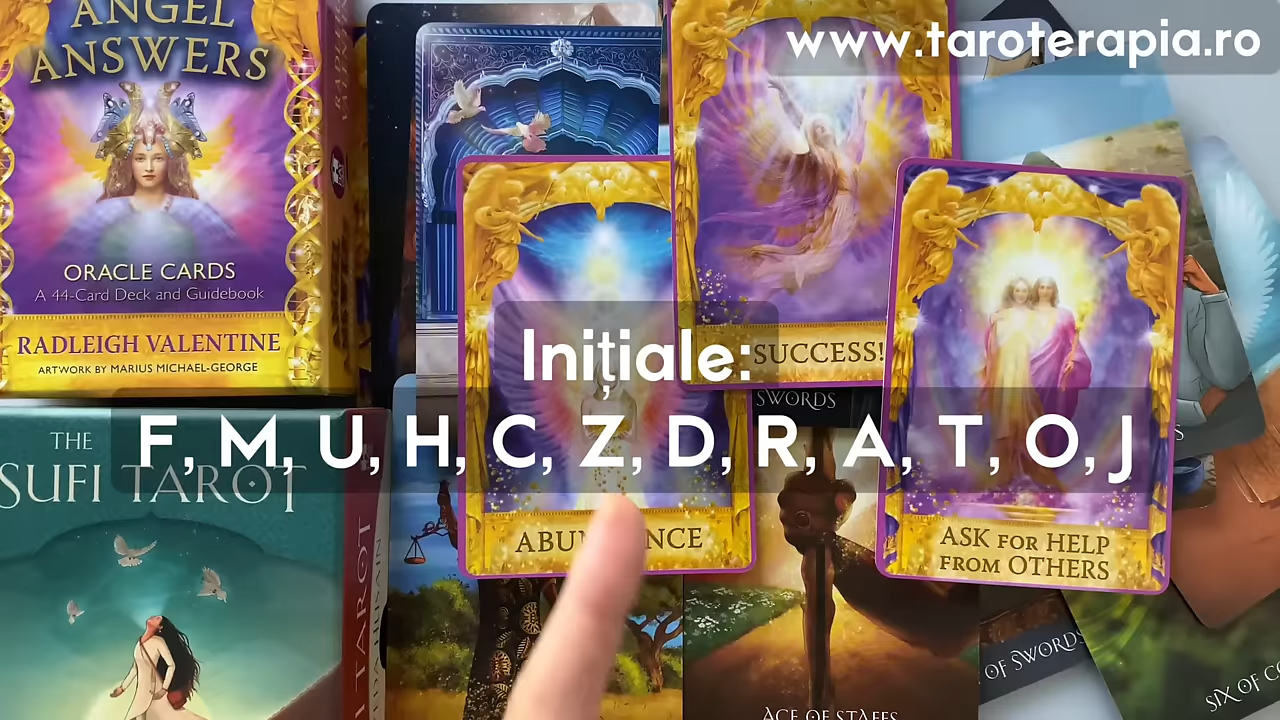 www.taroterapia.ro
ANGEL
ANSWERS
ORACLE CARDS
A 44-Card Deck and Guidebook
RADLEIGH VALENTINE
ARTWORK BY MARIUS MICHAEL-GEORGE
Inițiale:
F, M, U, H, C, Z, D, R, A, T, O, J
SUCCESS!
SWORDS
ASK FOR HELP
FROM OTHERS
THE
SUFI TAROT
ACE OF STAFFS
OF SWORDS
SIX OF